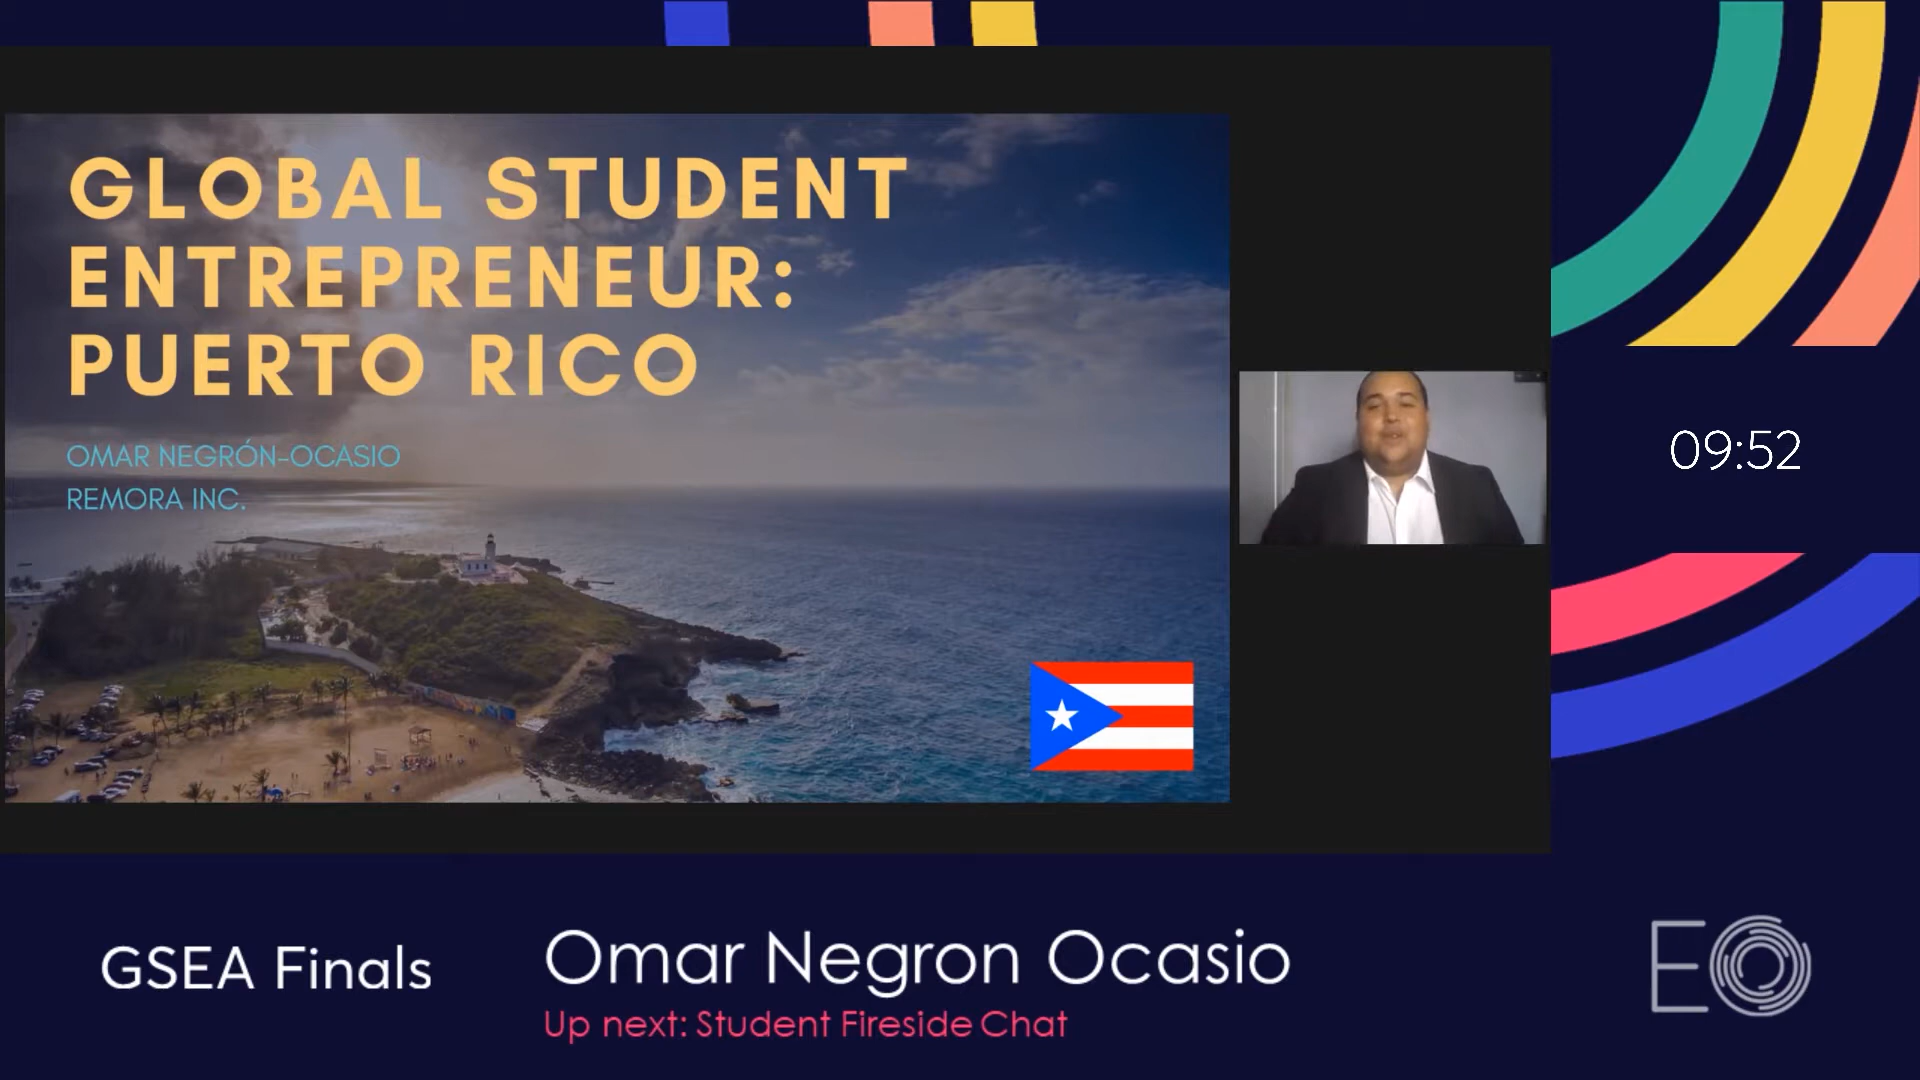 GLOBAL STUDENT
ENTREPRENEUR:
PUERTO RICO
OMAR NEGRÓN-OCASIO
REMORA INC.
09:52
GSEA Finals
Omar Negron Ocasio
Up next: Student Fireside Chat
EO